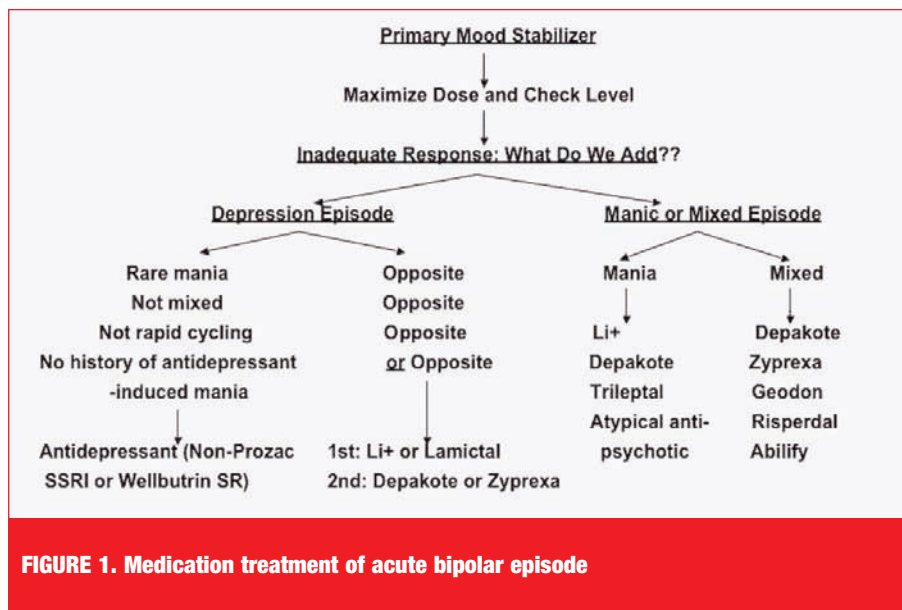 Primary Mood Stabilizer
Maximize Dose and Check Level
Inadequate Response: What Do We Add??
Depression Episode
Rare mania
Not mixed
Not rapid cycling
No history of antidepressant
-induced mania
Antidepressant (Non-Prozac
SSRI or Wellbutrin SR)
Opposite
Opposite
Opposite
or Opposite
1st: Li+ or Lamictal
2nd: Depakote or Zyprexa
Manic or Mixed Episode
Mania
Li+
Depakote
Trileptal
Atypical anti-
psychotic
Mixed
Depakote
Zyprexa
Geodon
Risperdal
Abilify
FIGURE 1. Medication treatment of acute bipolar episode